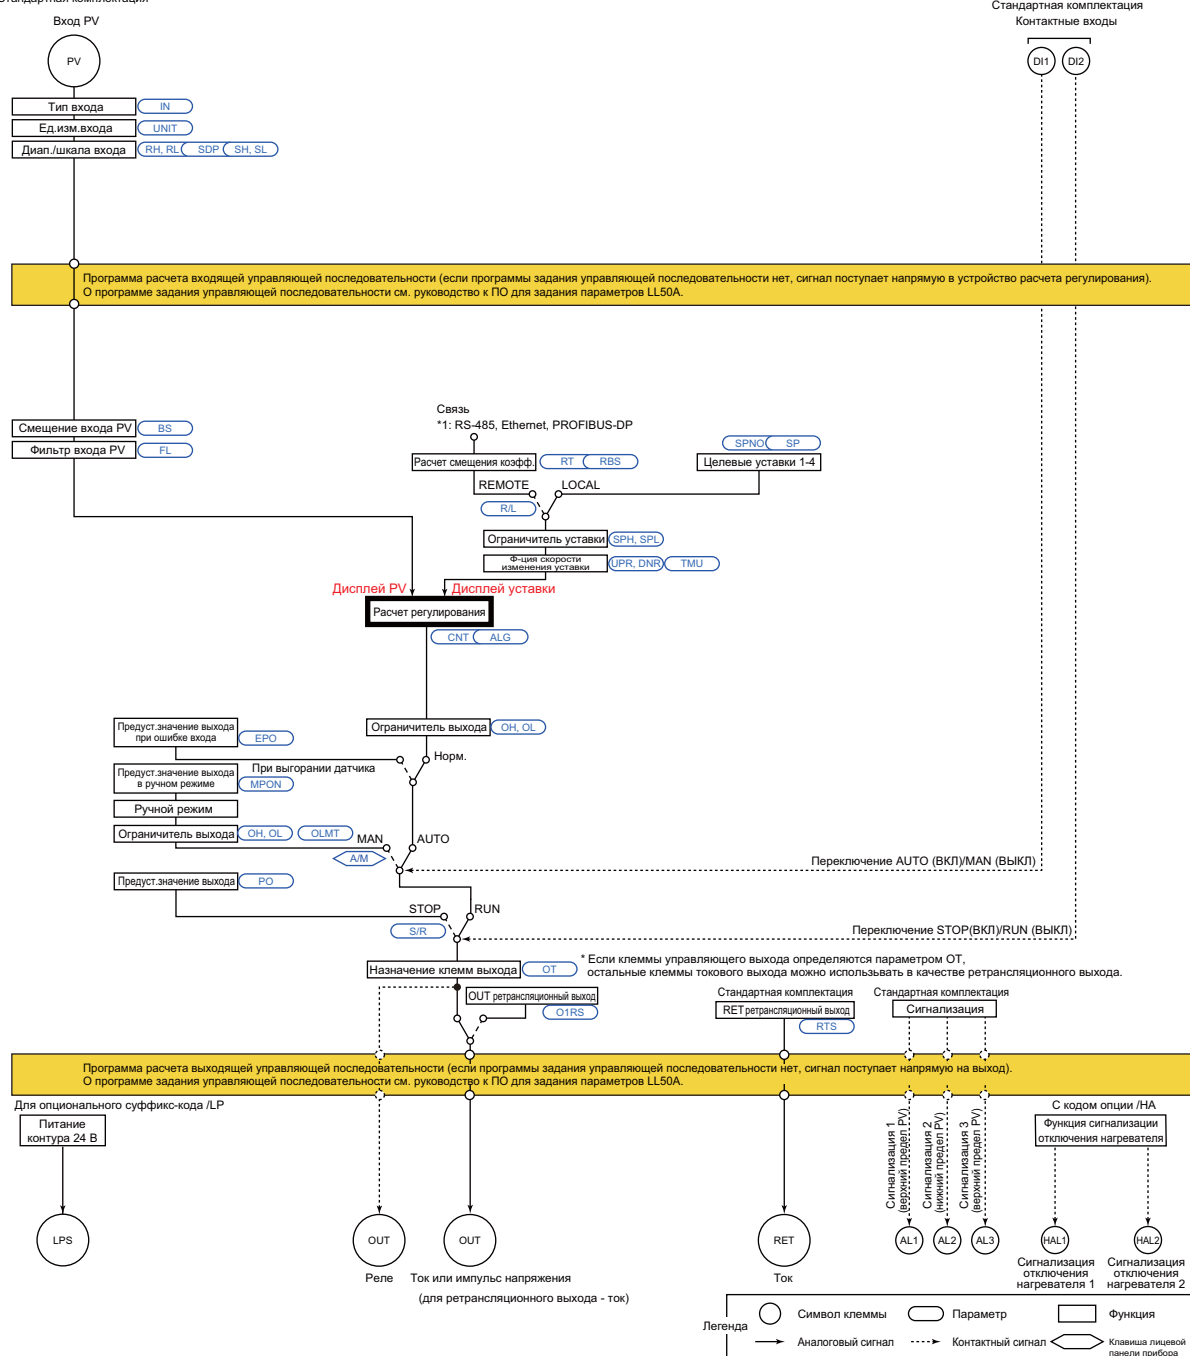 Стандартная комплектация
Стандартная комплектация
Вход PV
Контактные входы
PV
DI1
DI2
Тип входа
IN
Ед.изм.входа
UNIT
Диап./шкала входа
RH, RL
SDP
SH, SL
Программа расчета входящей управляющей последовательности (если программы задания управляющей последовательности нет, сигнал поступает напрямую в устройство расчета регулирования).
О программе задания управляющей последовательности см. руководство к ПО для задания параметров LL50A.
Связь
*1: RS-485, Ethernet, PROFIBUS-DP
Смещение входа PV
BS
Фильтр входа PV
FL
SPNO
SP
Расчет смещения коэфф.
RT
RBS
Целевые уставки 1-4
REMOTE
LOCAL
R/L
Ограничитель уставки
SPH, SPL
Ф-ция скорости
изменения уставки
UPR, DNR
TMU
Дисплей PV
Дисплей уставки
Расчет регулирования
CNT
ALG
Предуст.значение выхода
при ошибке входа
EPO
Ограничитель выхода
OH, OL
Норм.
При выгорании датчика
Предуст.значение выхода
в ручном режиме
MPON
Ручной режим
Ограничитель выхода
OH, OL
OLMT
MAN
AUTO
A/M
Переключение AUTO (ВКЛ)/MAN (ВЫКЛ)
Предуст.значение выхода
PO
STOP
RUN
S/R
Переключение STOP(ВКЛ)/RUN (ВЫКЛ)
Назначение клемм выхода
OT
* Если клеммы управляющего выхода определяются параметром OT,
остальные клеммы токового выхода можно использывать в качестве ретрансляционного выхода.
OUT ретрансляционный выход
O1RS
Стандартная комплектация
RET ретрансляционный выход
RTS
Стандартная комплектация
Сигнализация
Программа расчета выходящей управляющей последовательности (если программы задания управляющей последовательности нет, сигнал поступает напрямую на выход).
О программе задания управляющей последовательности см. руководство к ПО для задания параметров LL50A.
Для опционального суффикс-кода /LP
Питание
контура 24 В
Сигнализация 1
(верхний предел PV)
Сигнализация 2
(нижний предел PV)
Сигнализация 3
(верхний предел PV)
С кодом опции /HA
Функция сигнализации
отключения нагревателя
LPS
OUT
OUT
RET
AL1
AL2
AL3
HAL1
HAL2
Реле
Ток или импульс напряжения
(для ретрансляционного выхода - ток)
Ток
Сигнализация
отключения
нагревателя 1
Сигнализация
отключения
нагревателя 2
Легенда
Символ клеммы
Параметр
Функция
Аналоговый сигнал
Контактный сигнал
Клавиша лицевой
панели прибора